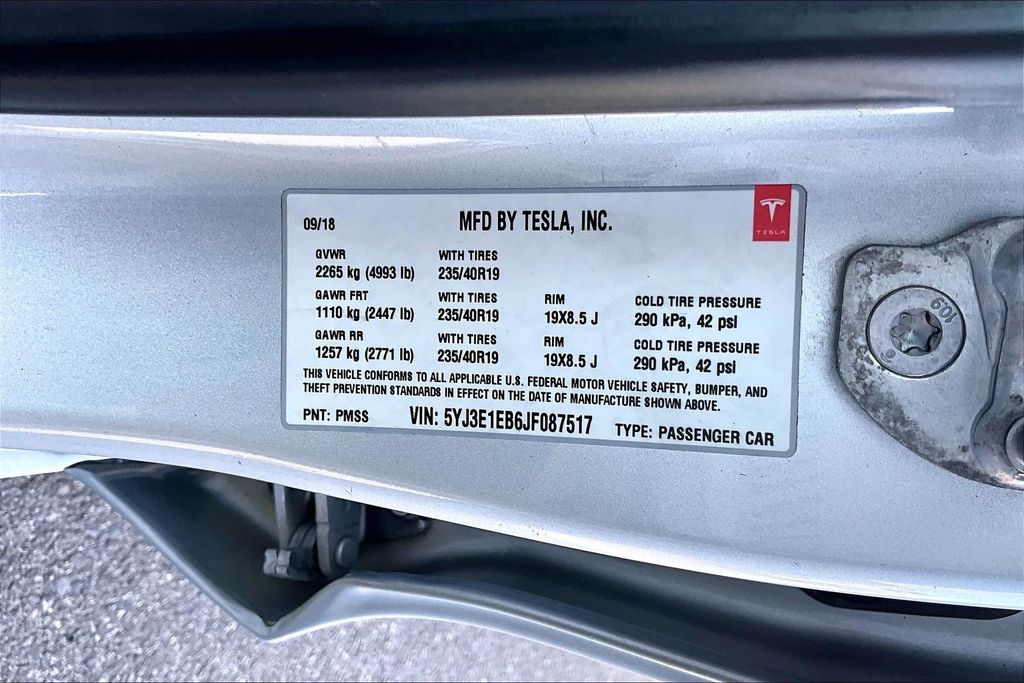 09/18 MFD BY TESLA, INC.
TESLA
GVWR WITH TIRES
2265 kg (4993 lb) 235/40R19
GAWR FRT WITH TIRES RIM COLD TIRE PRESSURE
1110 kg (2447 lb) 235/40R19 19X8.5 J 290 kPa, 42 psi
GAWR RR WITH TIRES RIM COLD TIRE PRESSURE
1257 kg (2771 lb) 235/40R19 19X8.5 J 290 kPa, 42 psi
THIS VEHICLE CONFORMS TO ALL APPLICABLE U.S. FEDERAL MOTOR VEHICLE SAFETY, BUMPER, AND
THEFT PREVENTION STANDARDS IN EFFECT ON THE DATE OF MANUFACTURE SHOWN ABOVE.
PNT: PMSS VIN: 5YJ3E1EB6JF087517 TYPE: PASSENGER CAR
109